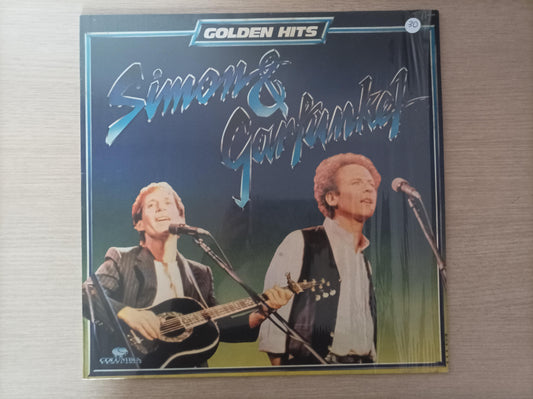 GOLDEN HITS
Simon &
Garfunkel
COLUMBIA